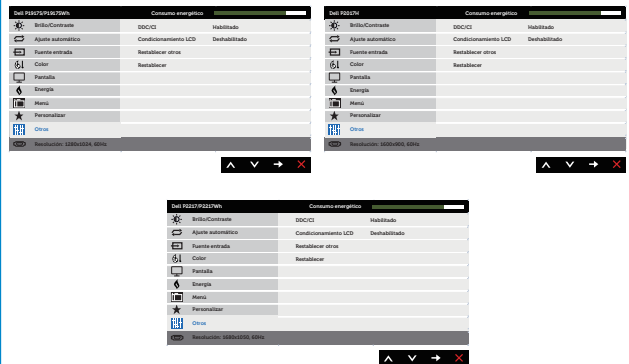 Dell P1917S/P1917SWh Consumo energético
Brillo/Contraste DDC/CI Habilitado
Ajuste automático Condicionamiento LCD Deshabilitado
Fuente entrada Restablecer otros
Color Restablecer
Pantalla
Energía
Menú
Personalizar
Otros
Resolución: 1280x1024, 60Hz
Dell P2017H Consumo energético
Brillo/Contraste DDC/CI Habilitado
Ajuste automático Condicionamiento LCD Deshabilitado
Fuente entrada Restablecer otros
Color Restablecer
Pantalla
Energía
Menú
Personalizar
Otros
Resolución: 1600x900, 60Hz
Dell P2217/P2217Wh Consumo energético
Brillo/Contraste DDC/CI Habilitado
Ajuste automático Condicionamiento LCD Deshabilitado
Fuente entrada Restablecer otros
Color Restablecer
Pantalla
Energía
Menú
Personalizar
Otros
Resolución: 1680x1050, 60Hz